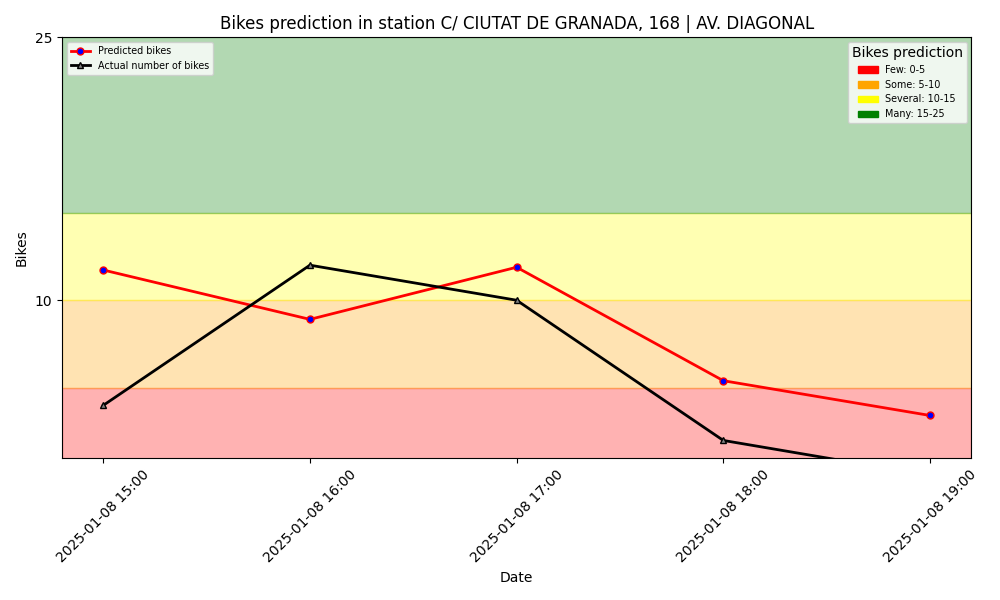 Bikes prediction in station C/ CIUTAT DE GRANADA, 168 | AV. DIAGONAL
25
10
Bikes
Predicted bikes
Actual number of bikes
Bikes prediction
Few: 0-5
Some: 5-10
Several: 10-15
Many: 15-25
2025-01-08 15:00
2025-01-08 16:00
2025-01-08 17:00
2025-01-08 18:00
2025-01-08 19:00
Date